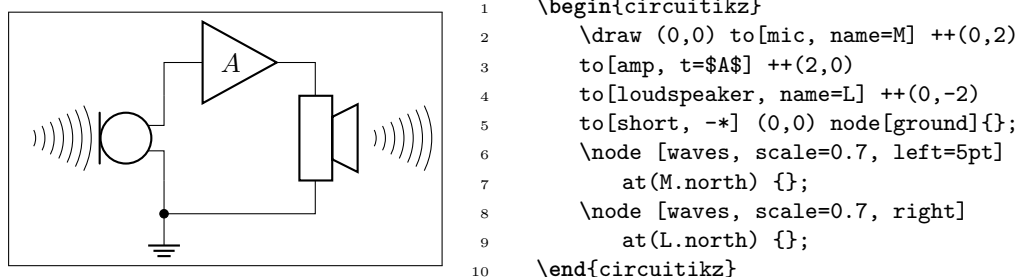 A
1 \begin{circuitikz}
2 \draw (0,0) to[mic, name=M] ++(0,2)
3 to[amp, t=$A$] ++(2,0)
4 to[loudspeaker, name=L] ++(0,-2)
5 to[short, -*] (0,0) node[ground]{};
6 \node [waves, scale=0.7, left=5pt]
7 at(M.north) {};
8 \node [waves, scale=0.7, right]
9 at(L.north) {};
10 \end{circuitikz}